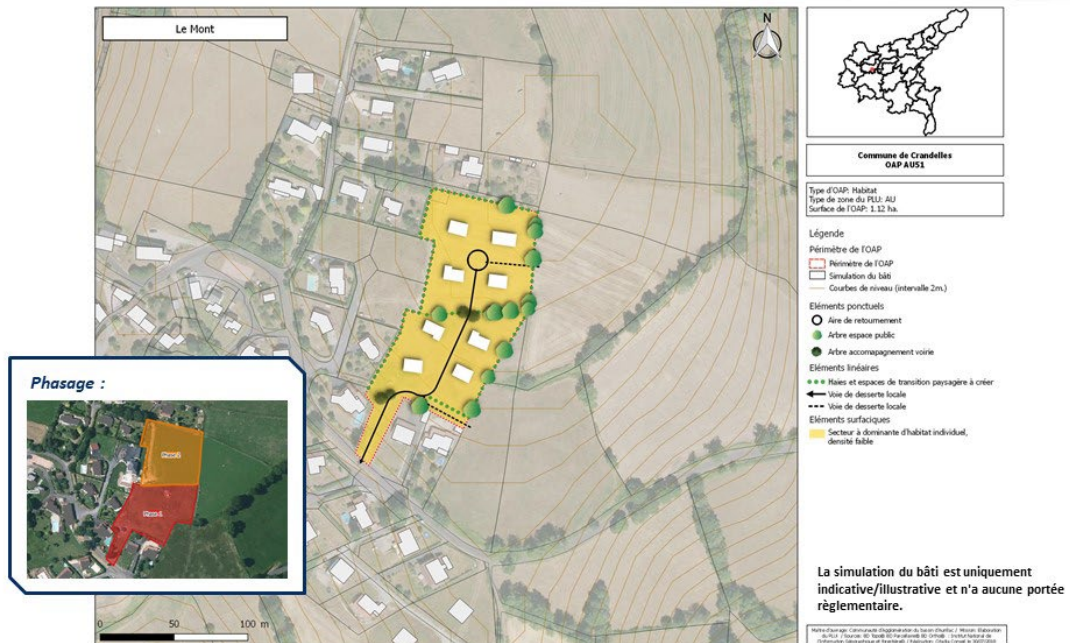 Le Mont
N
Commune de Crandelles
OAP AU51
Type d'OAP: Habitat
Type de zone du PLU: AU
Surface de l'OAP: 1.12 ha.
Légende
Périmètre de l'OAP
Périmètre de l'OAP
Simulation du bâti
Courbes de niveau (intervalle 2m.)
Eléments ponctuels
Aire de retournement
Arbre espace public
Arbre accomapagnement voirie
Eléments linéaires
Haies et espaces de transition paysagère à créer
Voie de desserte locale
Voie de desserte locale
Eléments surfaciques
Secteur à dominante d'habitat individuel,
densité faible
Phasage :
Phase 2
Phase 1
0 50 100 m
La simulation du bâti est uniquement
indicative/illustrative et n'a aucune portée
règlementaire.